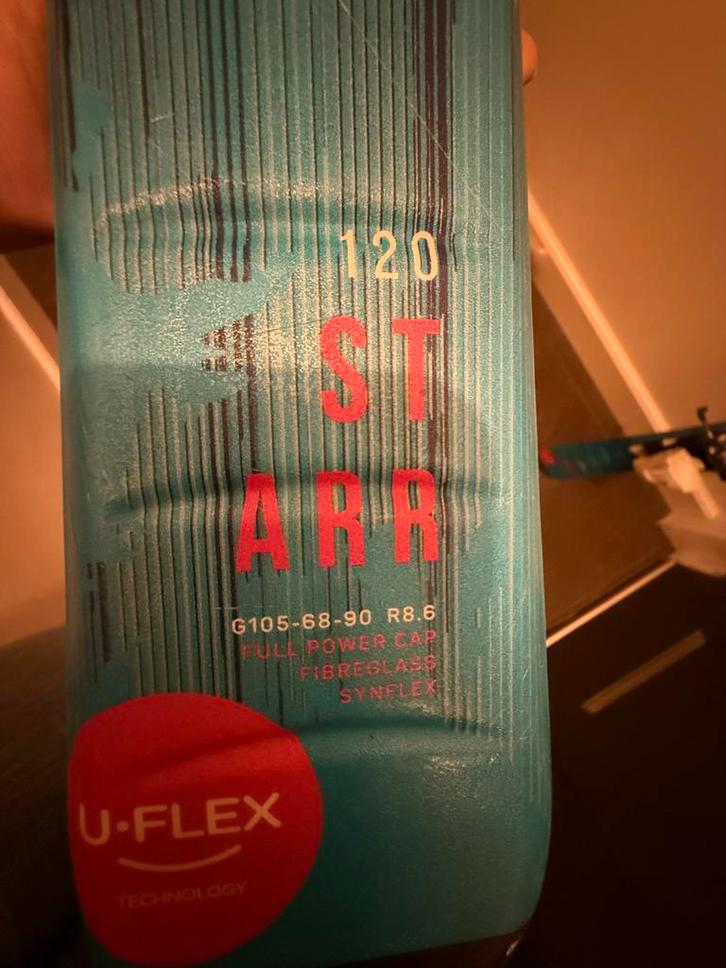 120
ST
ARR
G105-68-90 R8.6
FULL POWER CAP
FIBREGLASS
SYNFLEX
U·FLEX
TECHNOLOGY